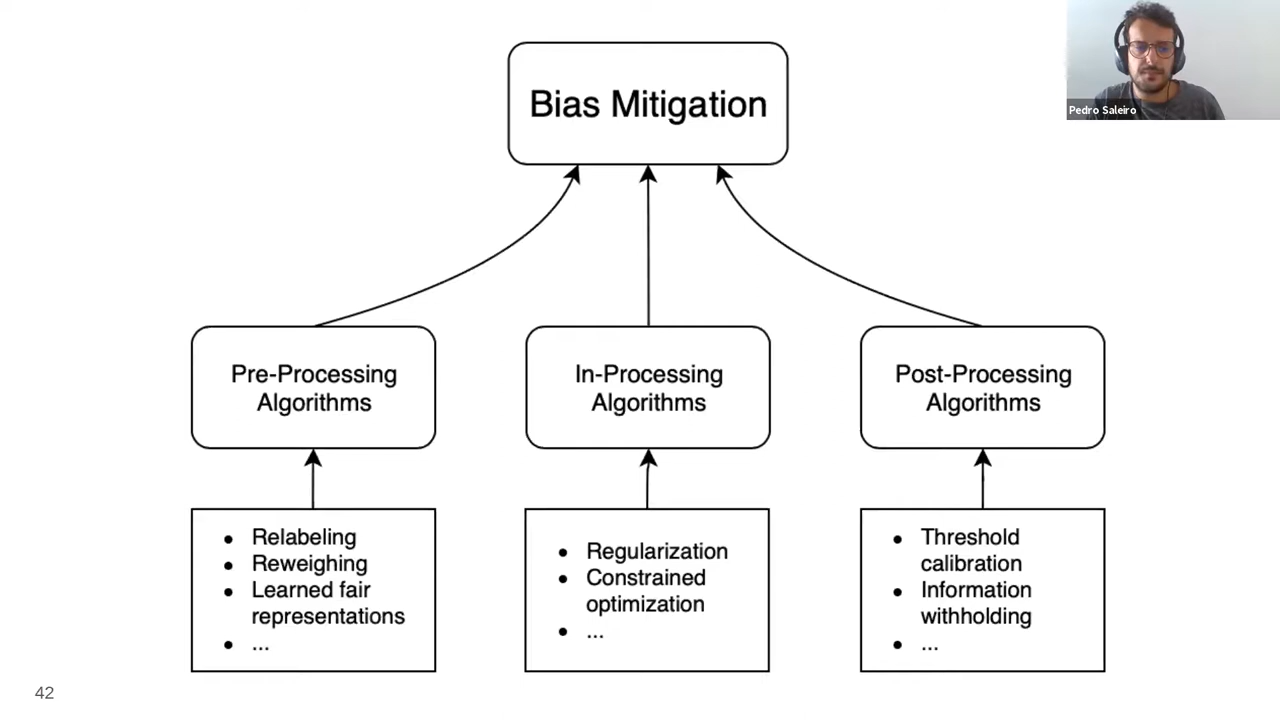 Pedro Saleiro
Bias Mitigation
Pre-Processing
Algorithms
In-Processing
Algorithms
Post-Processing
Algorithms
• Relabeling
• Reweighing
• Learned fair
representations
• ...
• Regularization
• Constrained
optimization
• ...
• Threshold
calibration
• Information
withholding
• ...
42